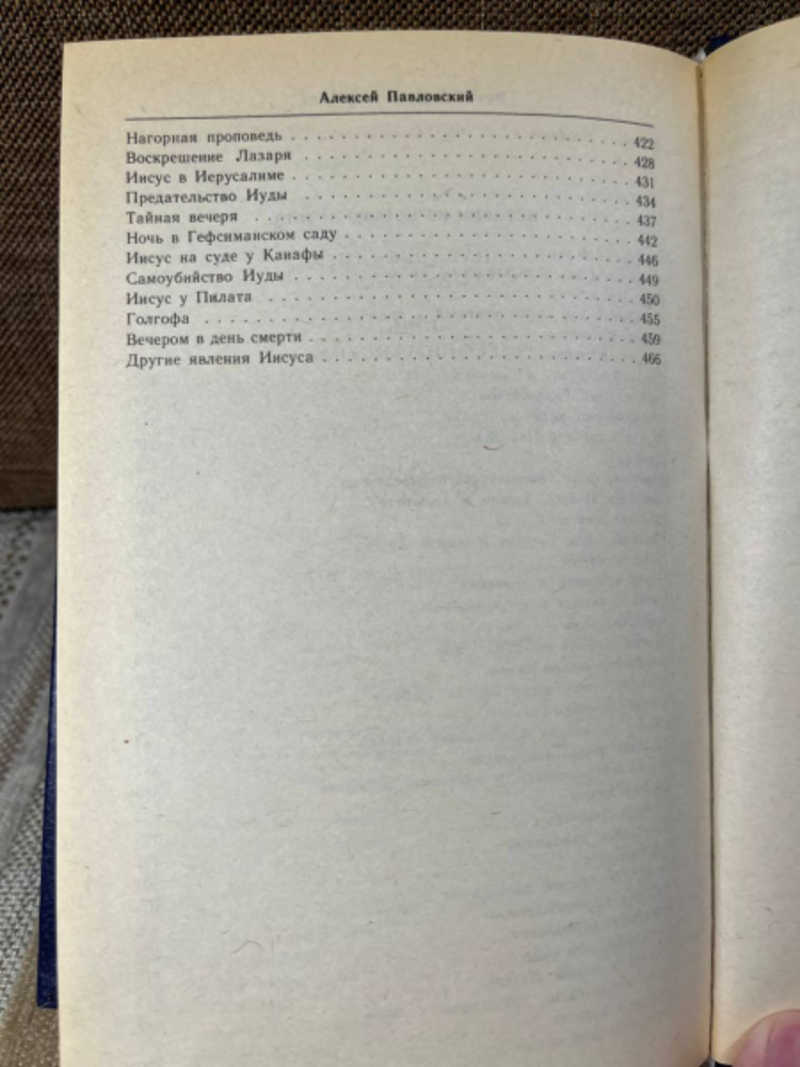 Алексей Павловский
Нагорная проповедь . . . . . . . . . . . . . . . . . . . . . . . . . . 422
Воскрешение Лазаря . . . . . . . . . . . . . . . . . . . . . . . . . . 428
Иисус в Иерусалиме . . . . . . . . . . . . . . . . . . . . . . . . . . 431
Предательство Иуды . . . . . . . . . . . . . . . . . . . . . . . . . . 434
Тайная вечеря . . . . . . . . . . . . . . . . . . . . . . . . . . . . . 437
Ночь в Гефсиманском саду . . . . . . . . . . . . . . . . . . . . . . 442
Иисус на суде у Каиафы . . . . . . . . . . . . . . . . . . . . . . . 446
Самоубийство Иуды . . . . . . . . . . . . . . . . . . . . . . . . . . 449
Иисус у Пилата . . . . . . . . . . . . . . . . . . . . . . . . . . . . 450
Голгофа . . . . . . . . . . . . . . . . . . . . . . . . . . . . . . . . 455
Вечером в день смерти . . . . . . . . . . . . . . . . . . . . . . . . 459
Другие явления Иисуса . . . . . . . . . . . . . . . . . . . . . . . . 466